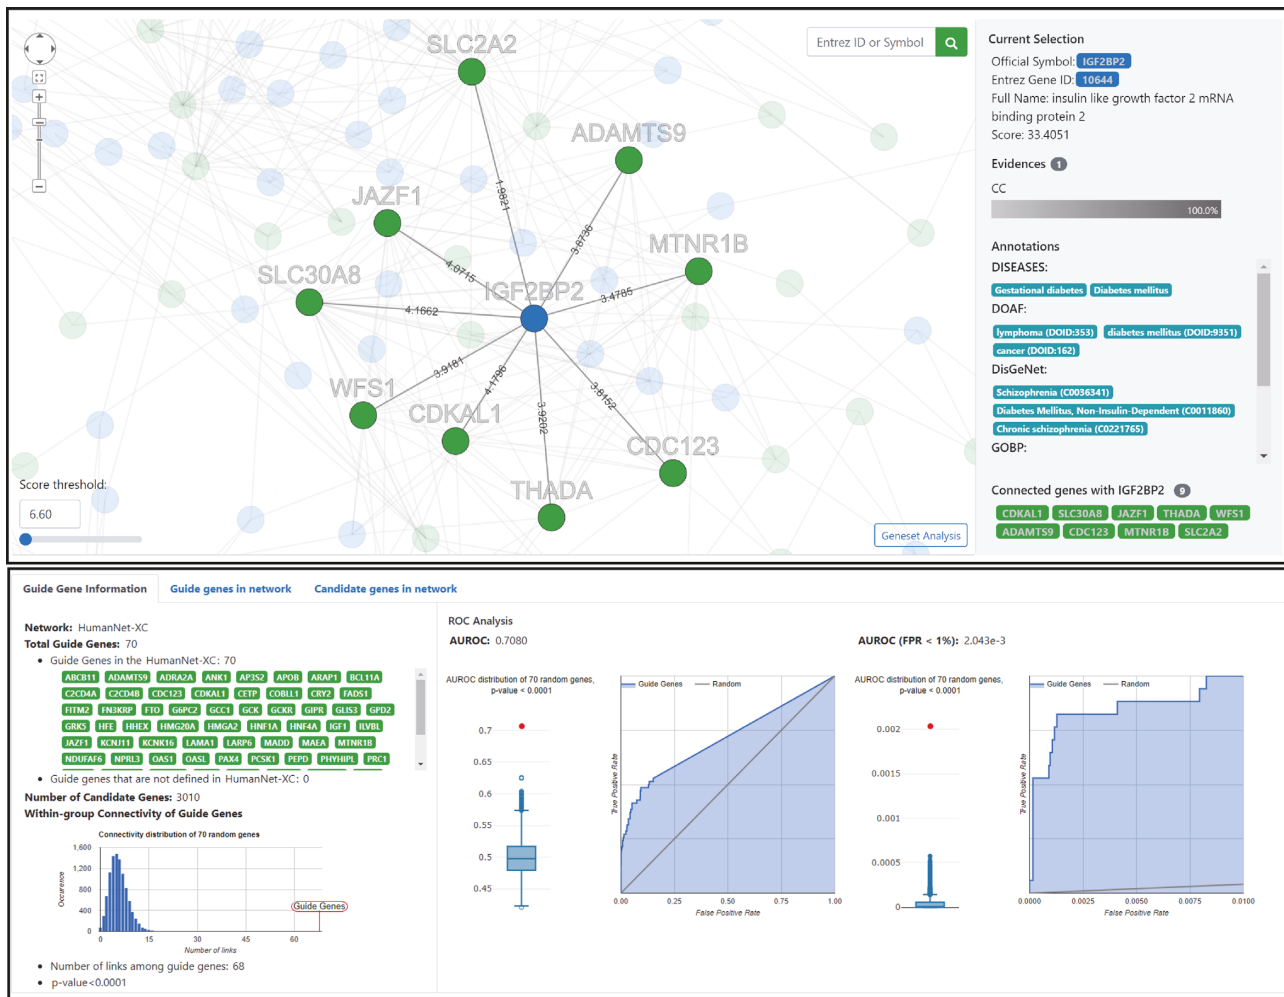 SLC2A2
ADAMTS9
JAZF1
MTNR1B
SLC30A8
IGF2BP2
WFS1
CDKAL1
CDC123
THADA
1.9821
3.8736
4.0715
3.4785
4.1662
3.9181
4.1796
3.9202
3.8152
Entrez ID or Symbol
Score threshold:
6.60
Geneset Analysis
Current Selection
Official Symbol: IGF2BP2
Entrez Gene ID: 10644
Full Name: insulin like growth factor 2 mRNA
binding protein 2
Score: 33.4051
Evidences 1
CC
100.0%
Annotations
DISEASES:
Gestational diabetes Diabetes mellitus
DOAF:
lymphoma (DOID:353) diabetes mellitus (DOID:9351)
cancer (DOID:162)
DisGeNet:
Schizophrenia (C0036341)
Diabetes Mellitus, Non-Insulin-Dependent (C0011860)
Chronic schizophrenia (C0221765)
GOBP:
Connected genes with IGF2BP2 9
CDKAL1 SLC30A8 JAZF1 THADA WFS1
ADAMTS9 CDC123 MTNR1B SLC2A2
Guide Gene Information Guide genes in network Candidate genes in network
Network: HumanNet-XC
Total Guide Genes: 70
• Guide Genes in the HumanNet-XC: 70
ABCB11 ADAMTS9 ADRA2A ANK1 AP3S2 APOB ARAP1 BCL11A
C2CD4A C2CD4B CDC123 CDKAL1 CETP COBLL1 CRY2 FADS1
FITM2 FN3KRP FTO G6PC2 GCC1 GCK GCKR GIPR GLIS3 GPD2
GRK5 HFE HHEX HMG20A HMGA2 HNF1A HNF4A IGF1 ILVBL
JAZF1 KCNJ11 KCNK16 LAMA1 LARP6 MADD MAEA MTNR1B
NDUFAF6 NPRL3 OAS1 OASL PAX4 PCSK1 PEPD PHYHIPL PRC1
• Guide genes that are not defined in HumanNet-XC: 0
Number of Candidate Genes: 3010
Within-group Connectivity of Guide Genes
Connectivity distribution of 70 random genes
1,600
1,200
800
400
0
Occurence
Guide Genes
0 15 30 45 60
Number of links
• Number of links among guide genes: 68
• p-value<0.0001
ROC Analysis
AUROC: 0.7080
AUROC distribution of 70 random genes,
p-value < 0.0001
0.7
0.65
0.6
0.55
0.5
0.45
Guide Genes Random
True Positive Rate
0.00 0.25 0.50 0.75 1.00
False Positive Rate
AUROC (FPR < 1%): 2.043e-3
AUROC distribution of 70 random genes,
p-value < 0.0001
0.002
0.0015
0.001
0.0005
0
Guide Genes Random
True Positive Rate
0.0000 0.0025 0.0050 0.0075 0.0100
False Positive Rate